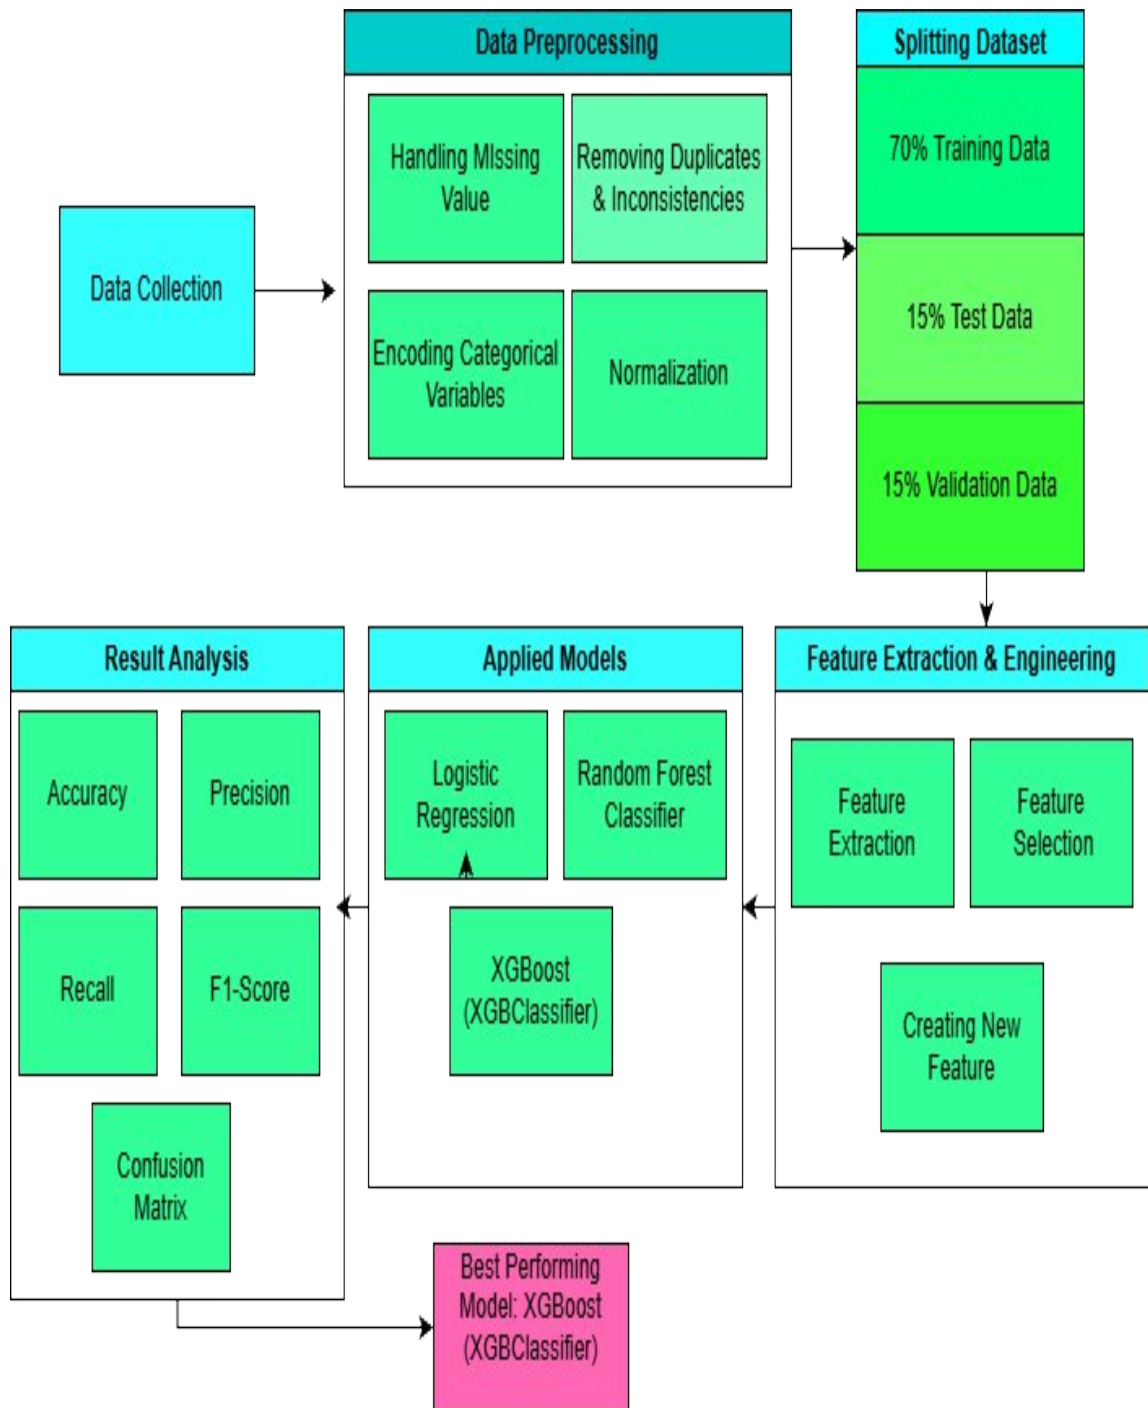 Data Preprocessing
Splitting Dataset
Handling MIssing
Value
Removing Duplicates
& Inconsistencies
70% Training Data
Data Collection
Encoding Categorical
Variables
Normalization
15% Test Data
15% Validation Data
Result Analysis
Applied Models
Feature Extraction & Engineering
Accuracy
Precision
Logistic
Regression
Random Forest
Classifier
Feature
Extraction
Feature
Selection
Recall
F1-Score
XGBoost
(XGBClassifier)
Creating New
Feature
Confusion
Matrix
Best Performing
Model: XGBoost
(XGBClassifier)